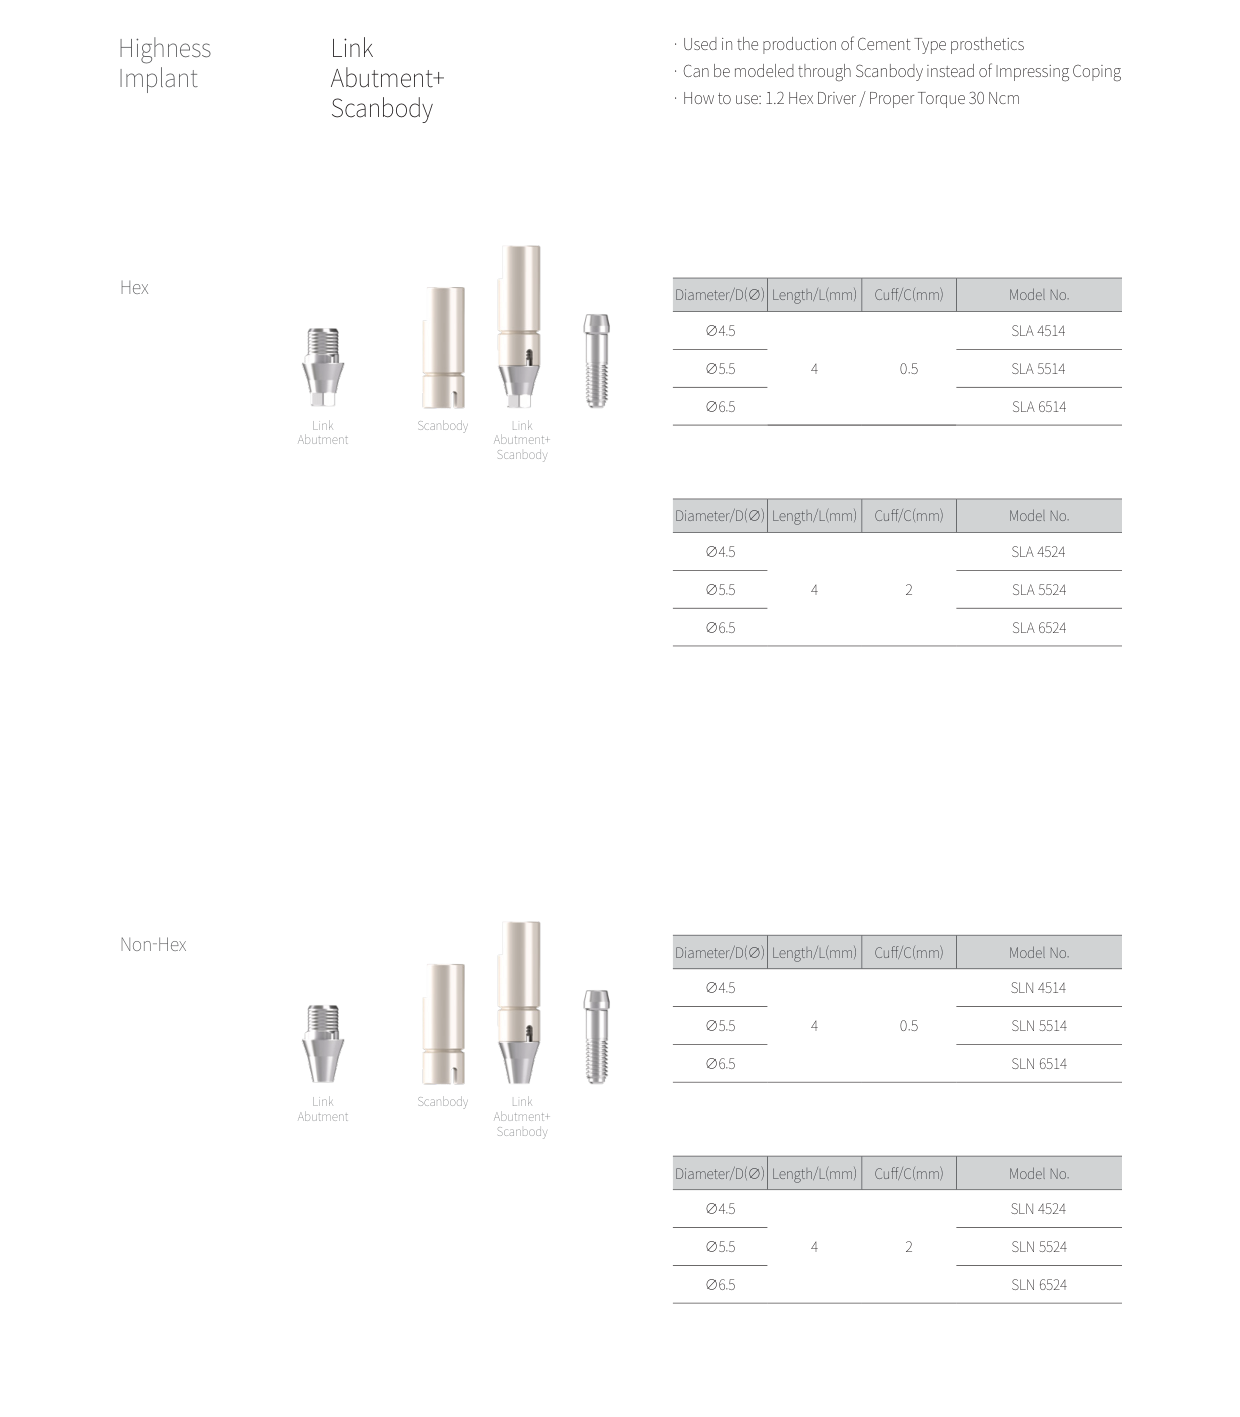 Highness
Implant
Link
Abutment+
Scanbody
· Used in the production of Cement Type prosthetics
· Can be modeled through Scanbody instead of Impressing Coping
· How to use: 1.2 Hex Driver / Proper Torque 30 Ncm
Hex
Link
Abutment
Scanbody
Link
Abutment+
Scanbody
Diameter/D(∅) Length/L(mm) Cuff/C(mm) Model No.
∅4.5 SLA 4514
∅5.5 4 0.5 SLA 5514
∅6.5 SLA 6514
Diameter/D(∅) Length/L(mm) Cuff/C(mm) Model No.
∅4.5 SLA 4524
∅5.5 4 2 SLA 5524
∅6.5 SLA 6524
Non-Hex
Link
Abutment
Scanbody
Link
Abutment+
Scanbody
Diameter/D(∅) Length/L(mm) Cuff/C(mm) Model No.
∅4.5 SLN 4514
∅5.5 4 0.5 SLN 5514
∅6.5 SLN 6514
Diameter/D(∅) Length/L(mm) Cuff/C(mm) Model No.
∅4.5 SLN 4524
∅5.5 4 2 SLN 5524
∅6.5 SLN 6524